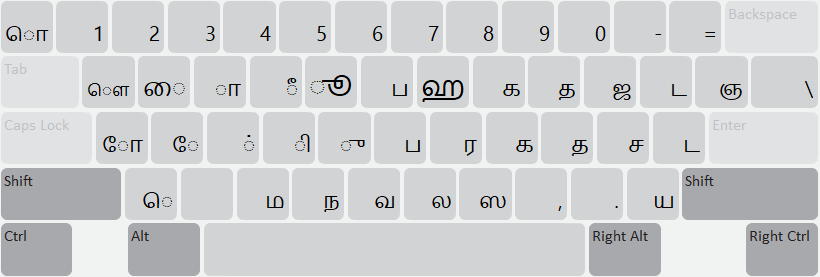 ொ 1 2 3 4 5 6 7 8 9 0 - = Backspace
Tab ௌ ை ா ீ ூ ப ஹ க த ஜ ட ஞ \
Caps Lock ோ ே ் ி ு ப ர க த ச ட Enter
Shift ெ ம ந வ ல ஸ , . ய Shift
Ctrl Alt Right Alt Right Ctrl